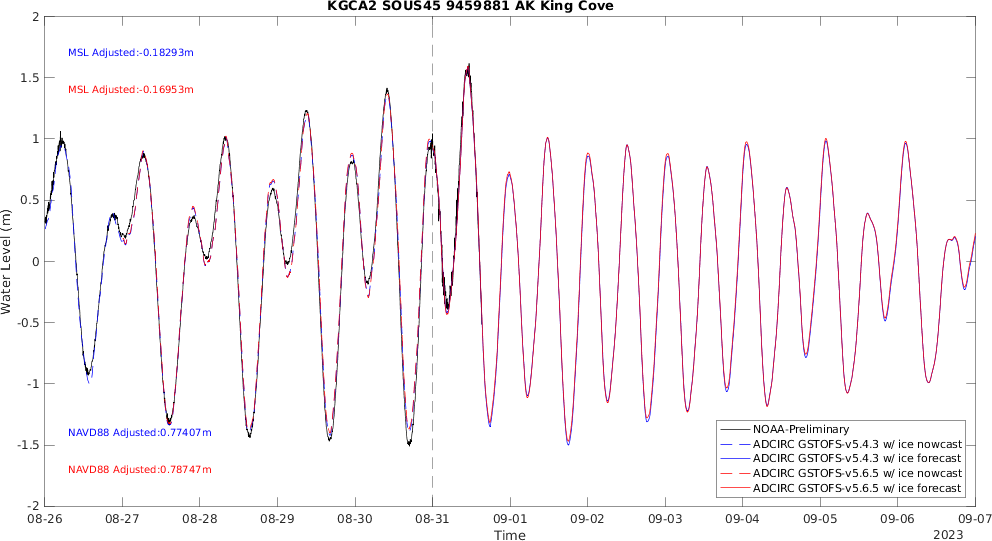 KGCA2 SOUS45 9459881 AK King Cove
2
1.5
1
0.5
0
-0.5
-1
-1.5
-2
Water Level (m)
MSL Adjusted:-0.18293m
MSL Adjusted:-0.16953m
NAVD88 Adjusted:0.77407m
NAVD88 Adjusted:0.78747m
NOAA-Preliminary
ADCIRC GSTOFS-v5.4.3 w/ ice nowcast
ADCIRC GSTOFS-v5.4.3 w/ ice forecast
ADCIRC GSTOFS-v5.6.5 w/ ice nowcast
ADCIRC GSTOFS-v5.6.5 w/ ice forecast
08-26 08-27 08-28 08-29 08-30 08-31 09-01 09-02 09-03 09-04 09-05 09-06 09-07
Time
2023